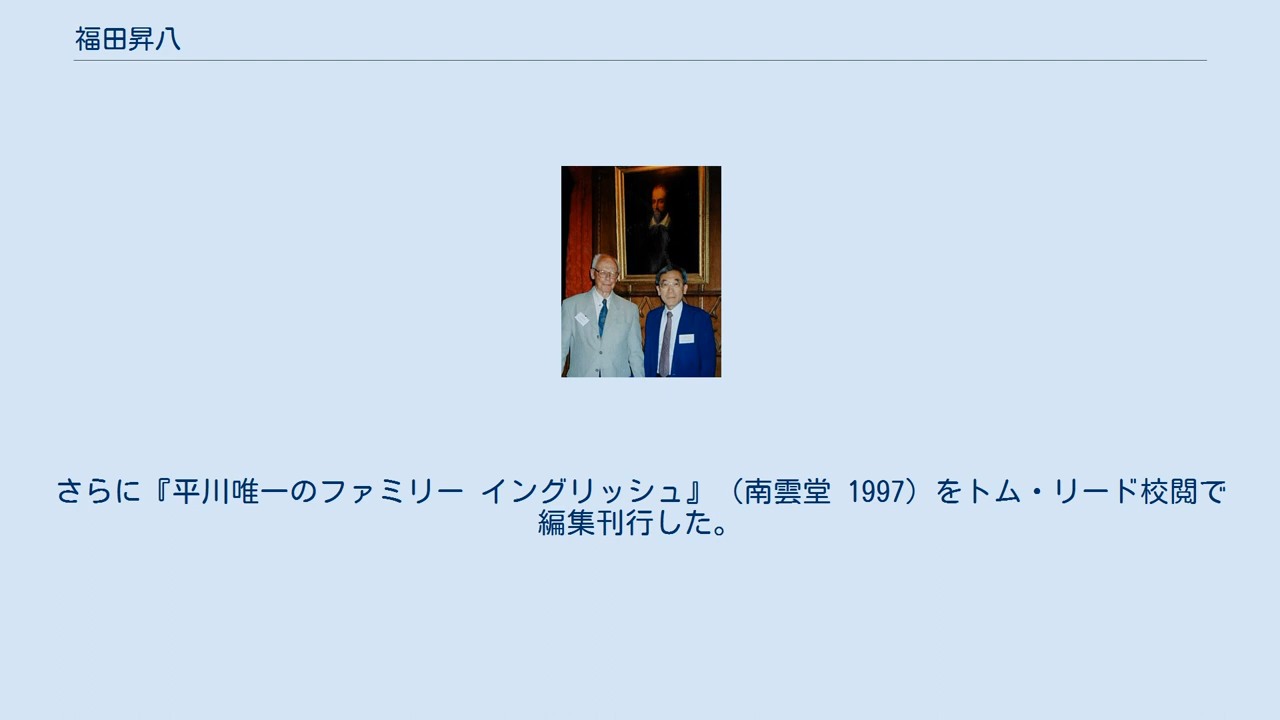 福田昇八
さらに『平川唯一のファミリー イングリッシュ』（南雲堂 1997）をトム・リード校閲で
編集刊行した。